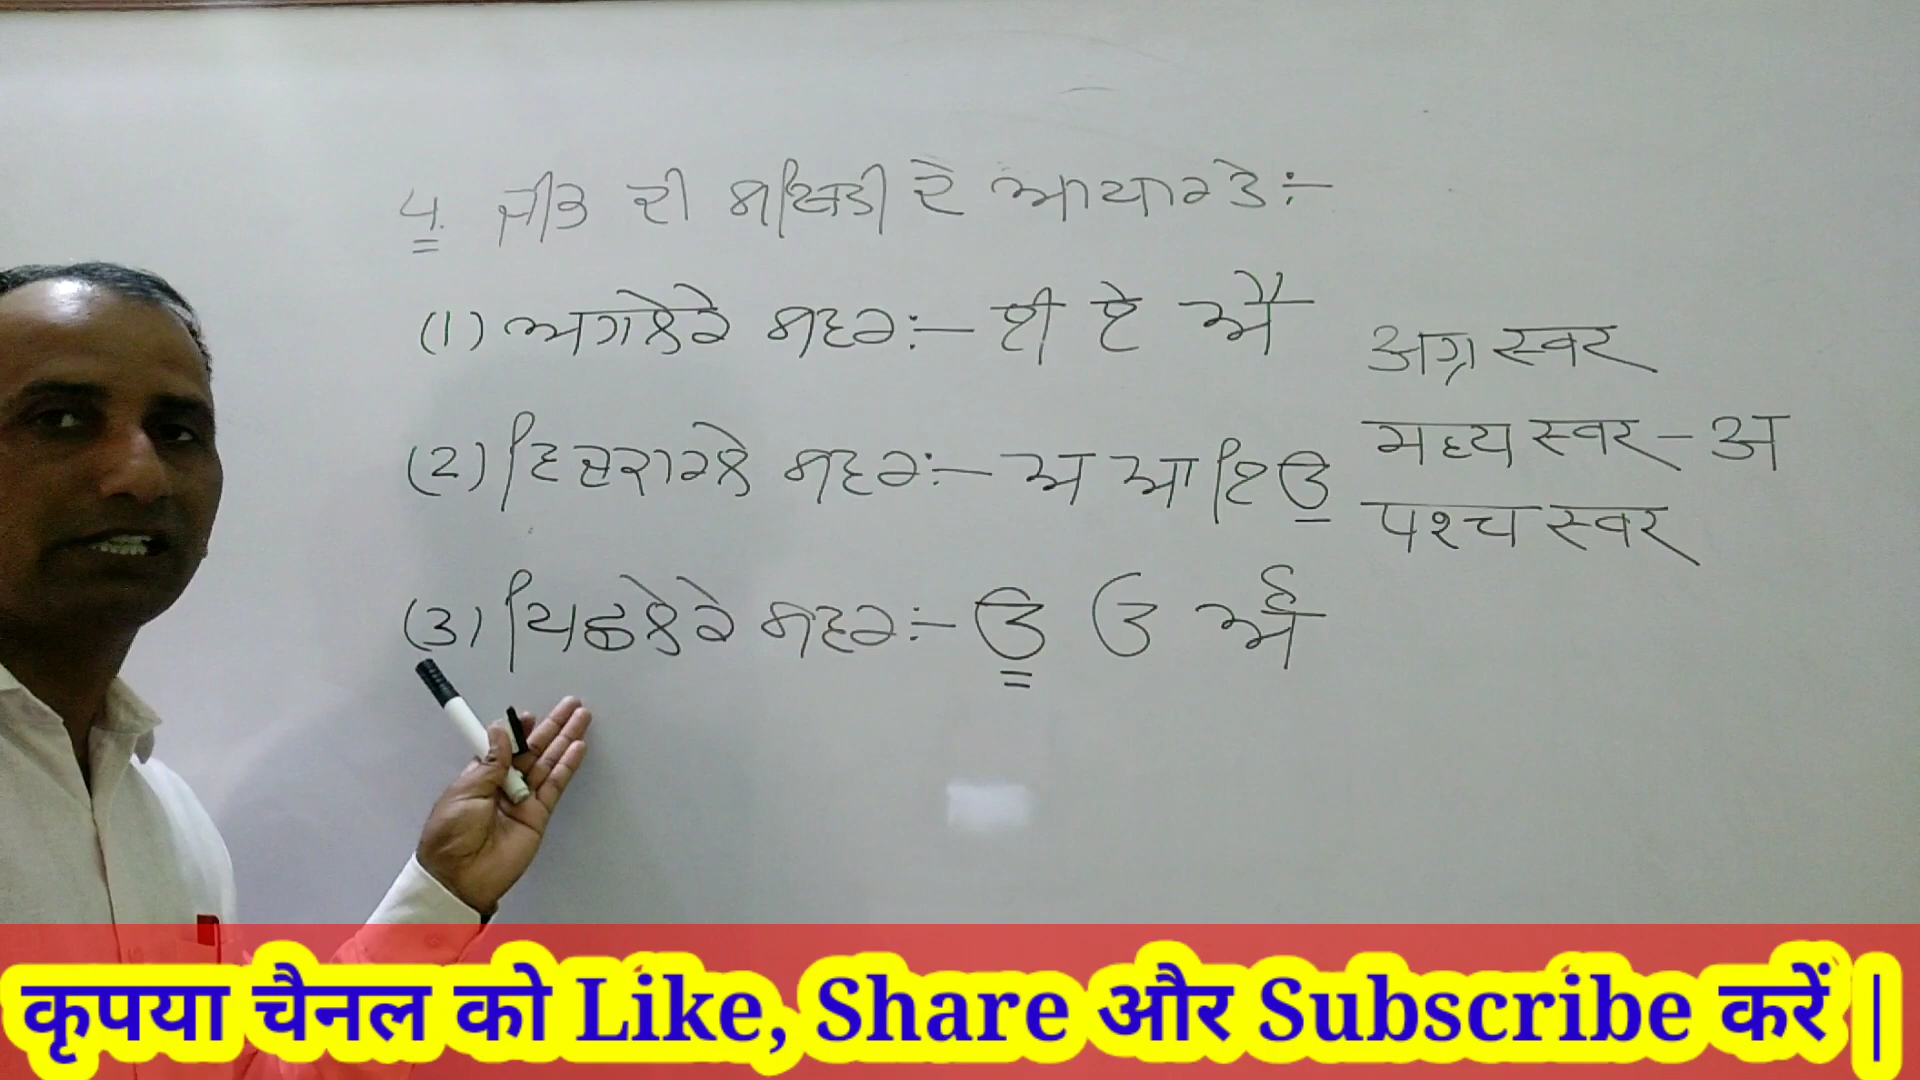 4. ਜੀਭ ਦੀ ਸਥਿਤੀ ਦੇ ਆਧਾਰ ਤੇ :-
(1) ਅਗਲੇਰੇ ਸਵਰ :- ਈ ਏ ਐ
अग्र स्वर
(2) ਵਿਚਕਾਰਲੇ ਸਵਰ :- ਅ ਆ ਇ ਉ
मध्य स्वर - अ
पश्च स्वर
(3) ਪਿਛਲੇਰੇ ਸਵਰ :- ਊ ਓ ਔ
कृपया चैनल को Like, Share और Subscribe करें |